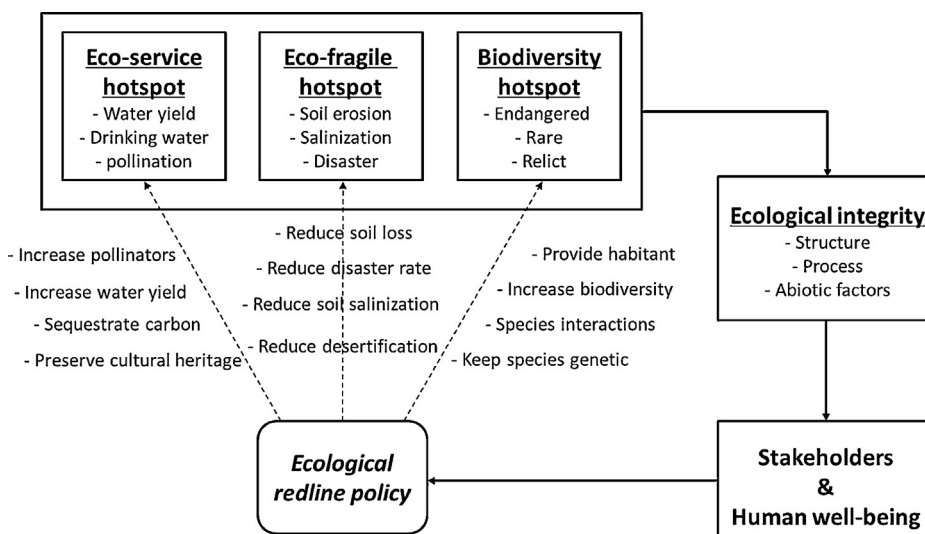 Eco-service
hotspot
- Water yield
- Drinking water
- pollination
Eco-fragile
hotspot
- Soil erosion
- Salinization
- Disaster
Biodiversity
hotspot
- Endangered
- Rare
- Relict
Ecological integrity
- Structure
- Process
- Abiotic factors
- Increase pollinators
- Increase water yield
- Sequestrate carbon
- Preserve cultural heritage
- Reduce soil loss
- Reduce disaster rate
- Reduce soil salinization
- Reduce desertification
- Provide habitant
- Increase biodiversity
- Species interactions
- Keep species genetic
Ecological
redline policy
Stakeholders
&
Human well-being